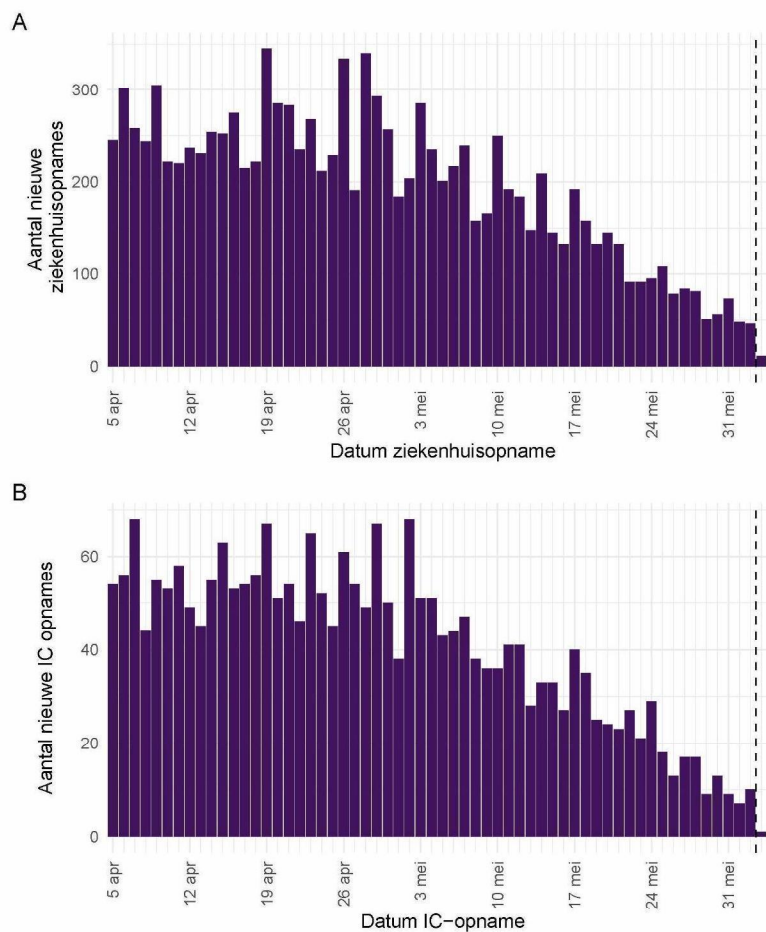 A
Aantal nieuwe
ziekenhuisopnames
300
200
100
0
5 apr
12 apr
19 apr
26 apr
3 mei
10 mei
17 mei
24 mei
31 mei
Datum ziekenhuisopname
B
Aantal nieuwe IC opnames
60
40
20
0
5 apr
12 apr
19 apr
26 apr
3 mei
10 mei
17 mei
24 mei
31 mei
Datum IC−opname